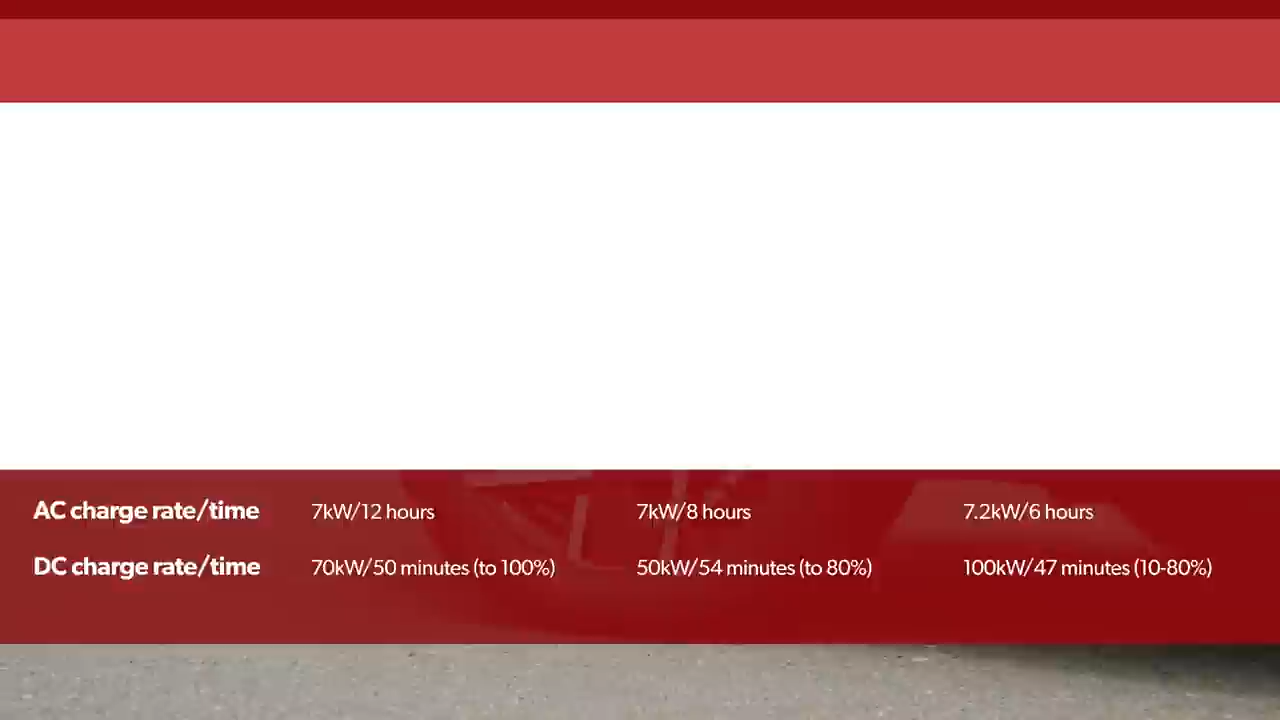 AC charge rate/time 7kW/12 hours 7kW/8 hours 7.2kW/6 hours
DC charge rate/time 70kW/50 minutes (to 100%) 50kW/54 minutes (to 80%) 100kW/47 minutes (10-80%)